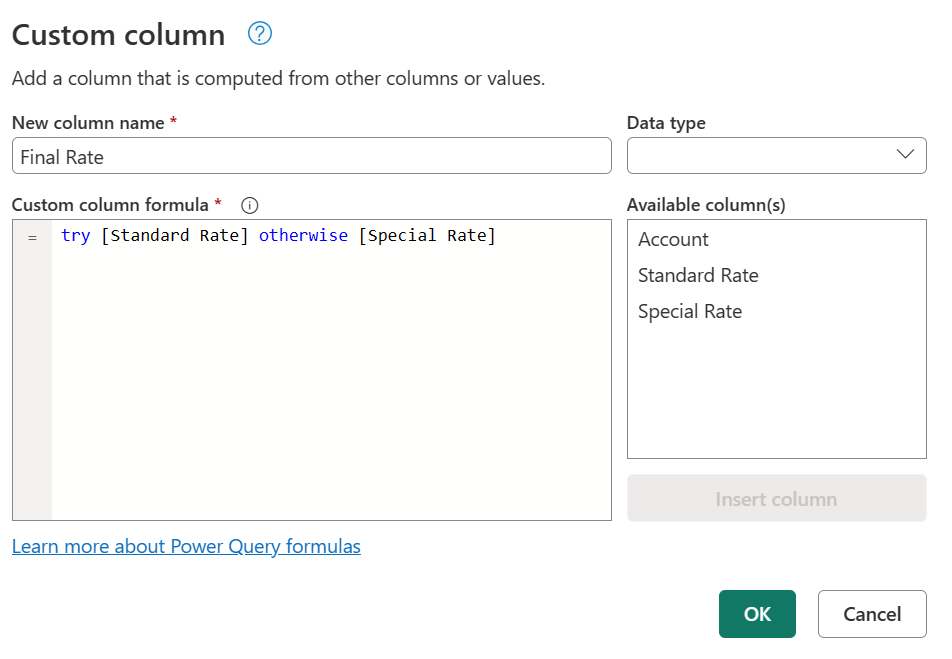 Custom column
Add a column that is computed from other columns or values.
New column name *
Data type
Final Rate
Custom column formula *
Available column(s)
= try [Standard Rate] otherwise [Special Rate]
Account
Standard Rate
Special Rate
Insert column
Learn more about Power Query formulas
OK
Cancel